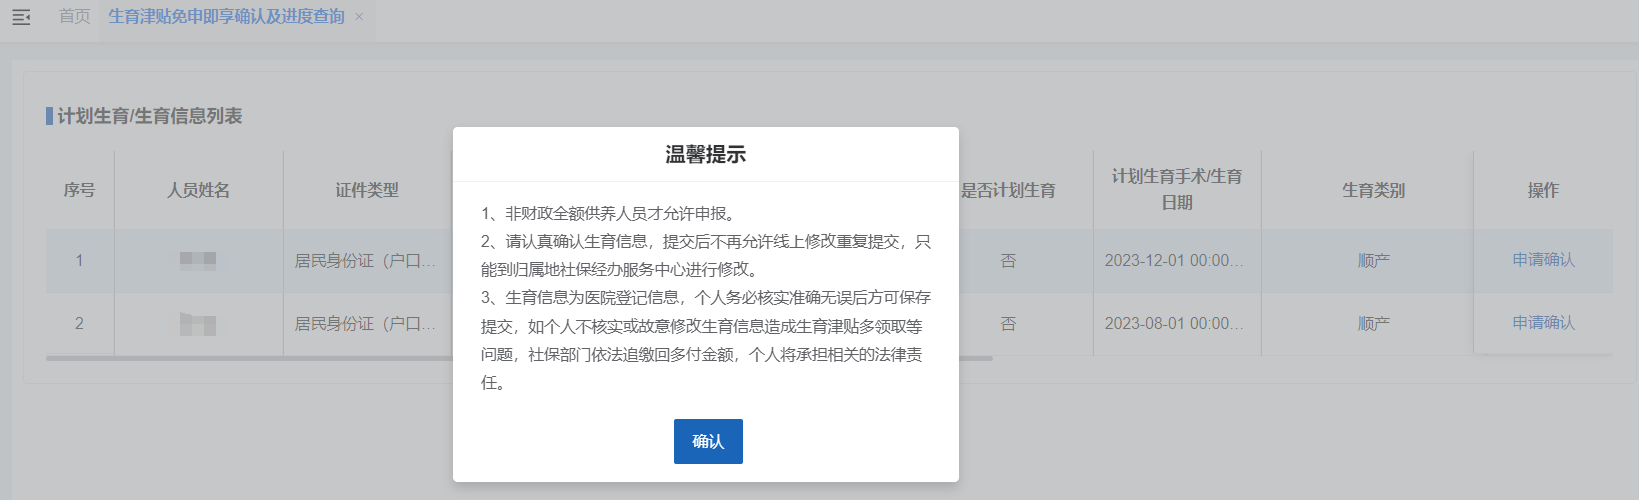 首页 生育津贴免申即享确认及进度查询 ×
计划生育/生育信息列表
温馨提示
序号 人员姓名 证件类型 是否计划生育 计划生育手术/生育 生育类别 操作
日期
1、非财政全额供养人员才允许申报。
2、请认真确认生育信息，提交后不再允许线上修改重复提交，只
能到归属地社保经办服务中心进行修改。
1 居民身份证（户口... 否 2023-12-01 00:00... 顺产 申请确认
3、生育信息为医院登记信息，个人务必核实准确无误后方可保存
提交，如个人不核实或故意修改生育信息造成生育津贴多领取等
问题，社保部门依法追缴回多付金额，个人将承担相关的法律责
任。
2 居民身份证（户口... 否 2023-08-01 00:00... 顺产 申请确认
确认